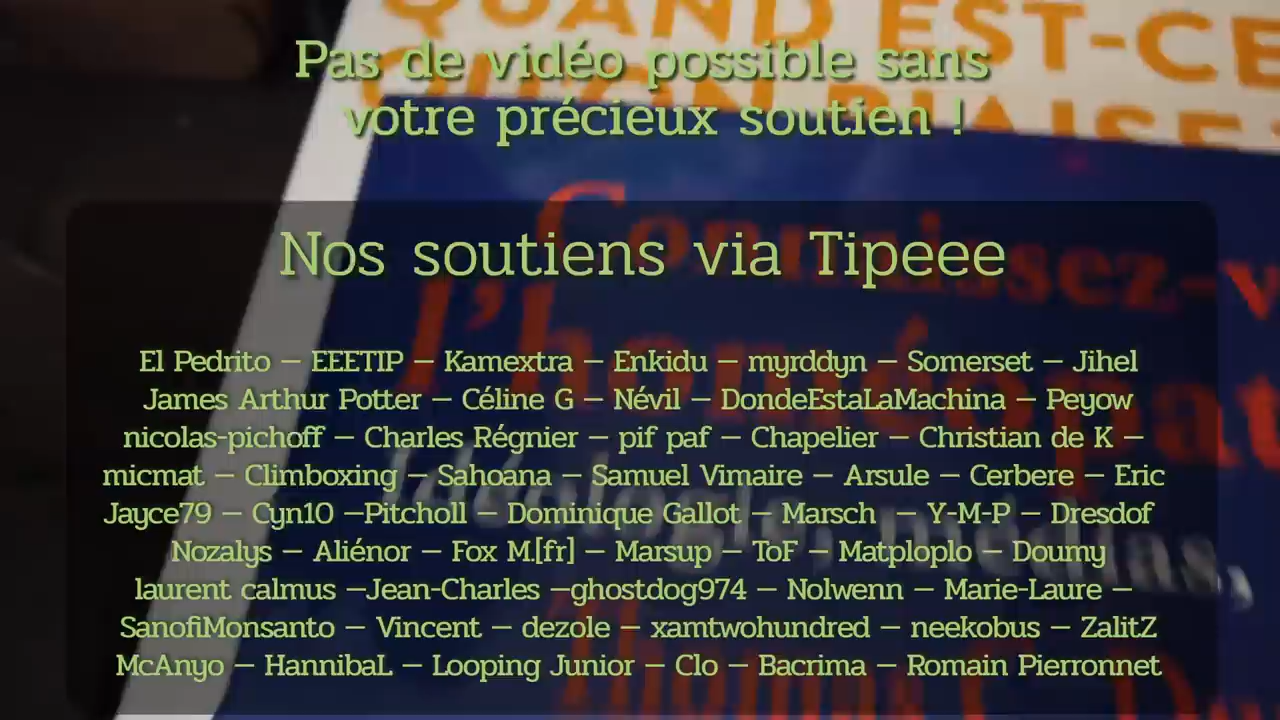 QUAND EST-CE
Pas de vidéo possible sans
votre précieux soutien !
Nos soutiens via Tipeee
El Pedrito – EEETIP – Kamextra – Enkidu – myrddyn – Somerset – Jihel
James Arthur Potter – Céline G – Névil – DondeEstaLaMachina – Peyow
nicolas-pichoff – Charles Régnier – pif paf – Chapelier – Christian de K –
micmat – Climboxing – Sahoana – Samuel Vimaire – Arsule – Cerbere – Eric
Jayce79 – Cyn10 –Pitcholl – Dominique Gallot – Marsch – Y-M-P – Dresdof
Nozalys – Aliénor – Fox M.[fr] – Marsup – ToF – Matploplo – Doumy
laurent calmus –Jean-Charles –ghostdog974 – Nolwenn – Marie-Laure –
SanofiMonsanto – Vincent – dezole – xamtwohundred – neekobus – ZalitZ
McAnyo – HannibaL – Looping Junior – Clo – Bacrima – Romain Pierronnet